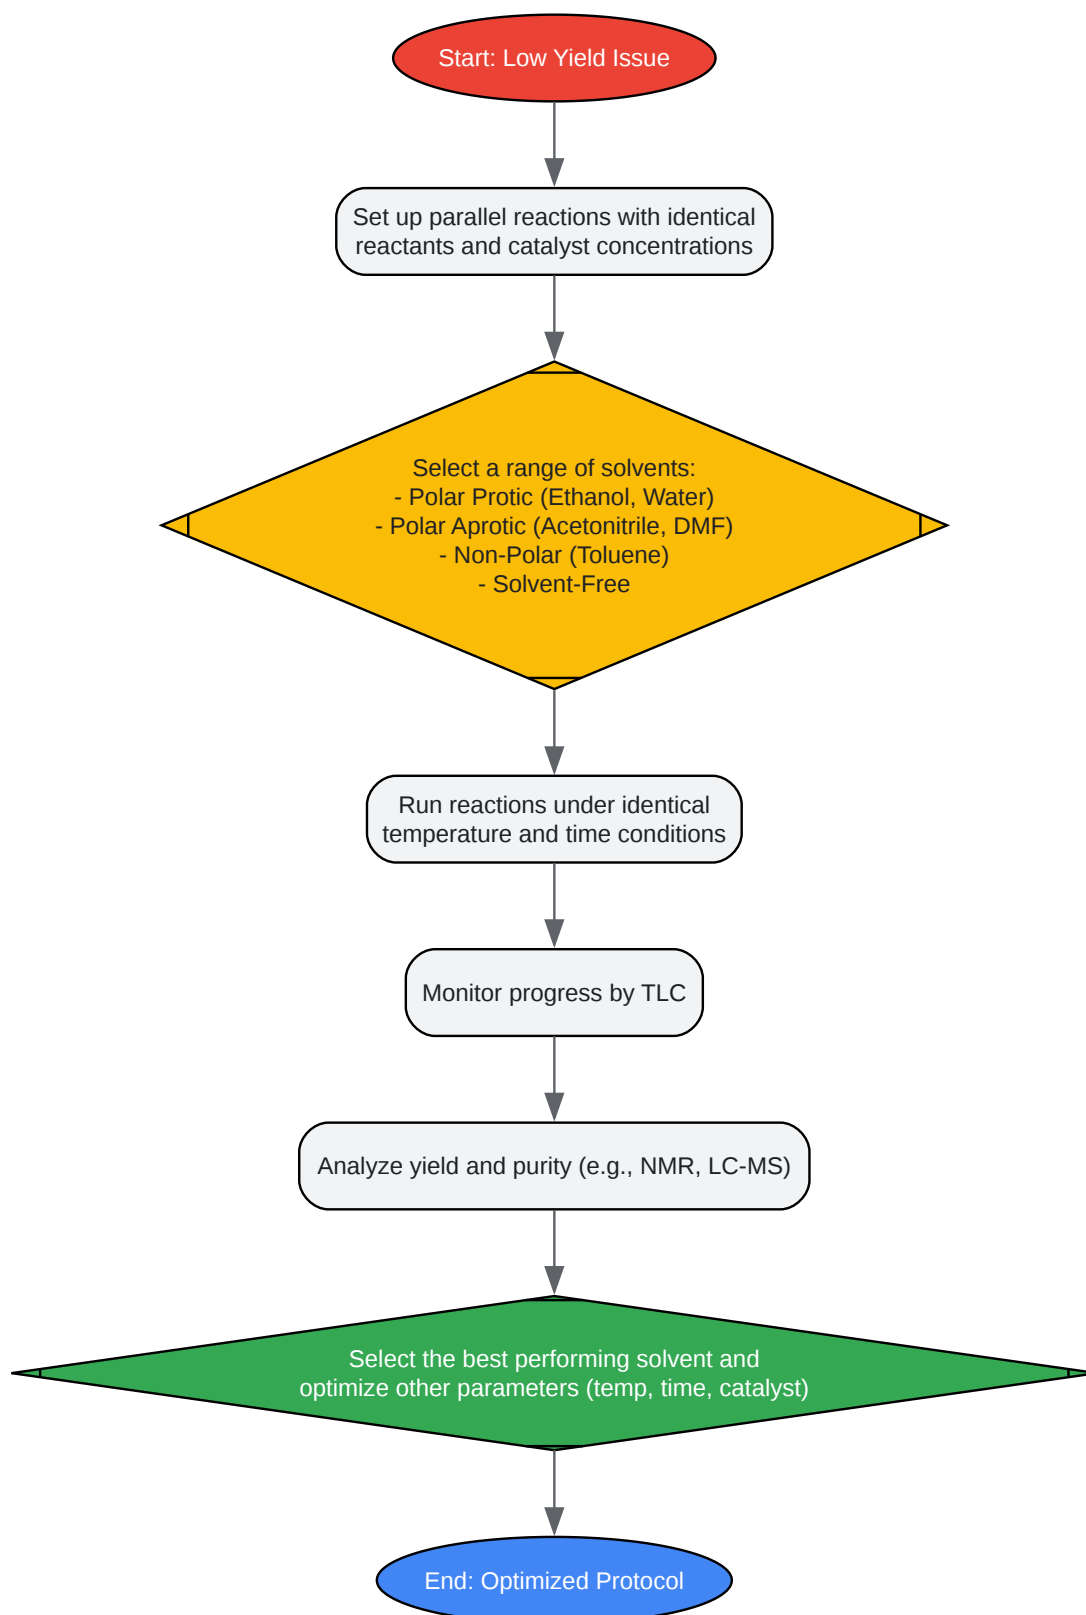 Start: Low Yield Issue
Set up parallel reactions with identical
reactants and catalyst concentrations
Select a range of solvents:
- Polar Protic (Ethanol, Water)
- Polar Aprotic (Acetonitrile, DMF)
- Non-Polar (Toluene)
- Solvent-Free
Run reactions under identical
temperature and time conditions
Monitor progress by TLC
Analyze yield and purity (e.g., NMR, LC-MS)
Select the best performing solvent and
optimize other parameters (temp, time, catalyst)
End: Optimized Protocol